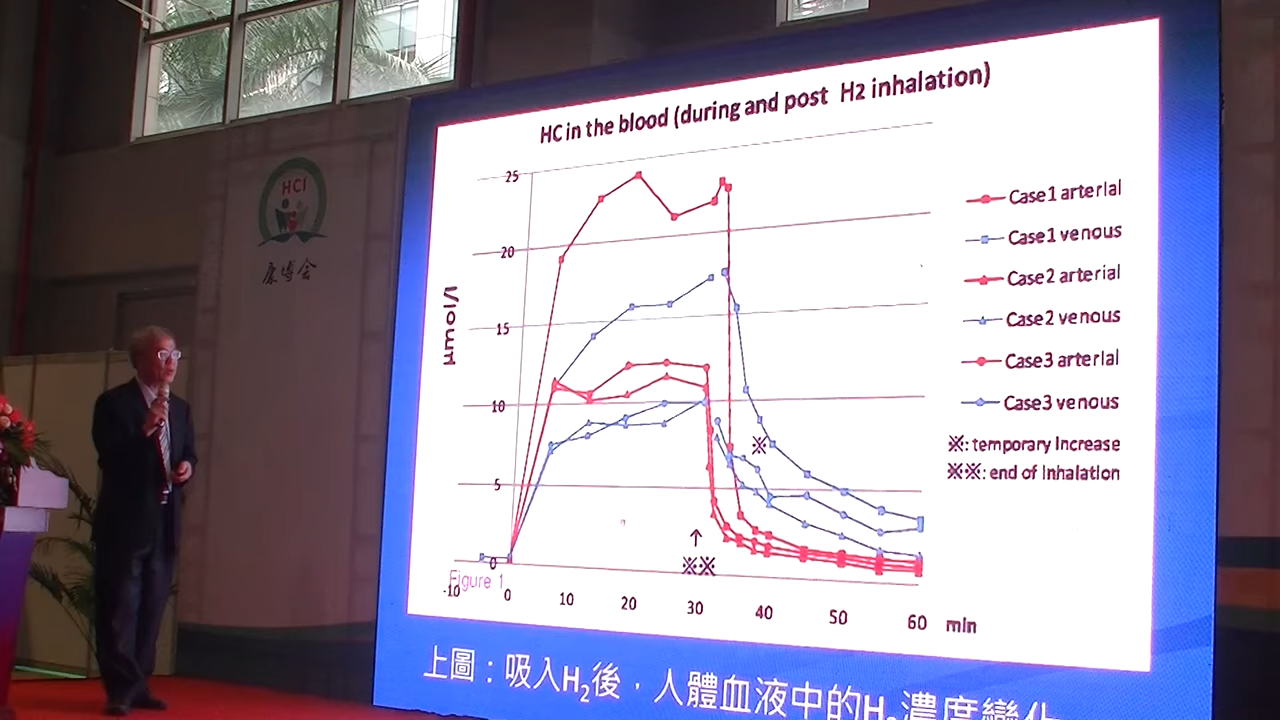 HCI
康博会
HC in the blood (during and post H2 inhalation)
μmol/l
25
20
15
10
5
0
-10
0
10
20
30
40
50
60
min
※
↑
※※
Figure 1
Case1 arterial
Case1 venous
Case2 arterial
Case2 venous
Case3 arterial
Case3 venous
※: temporary Increase
※※: end of Inhalation
上圖：吸入H2後，人體血液中的H2濃度變化